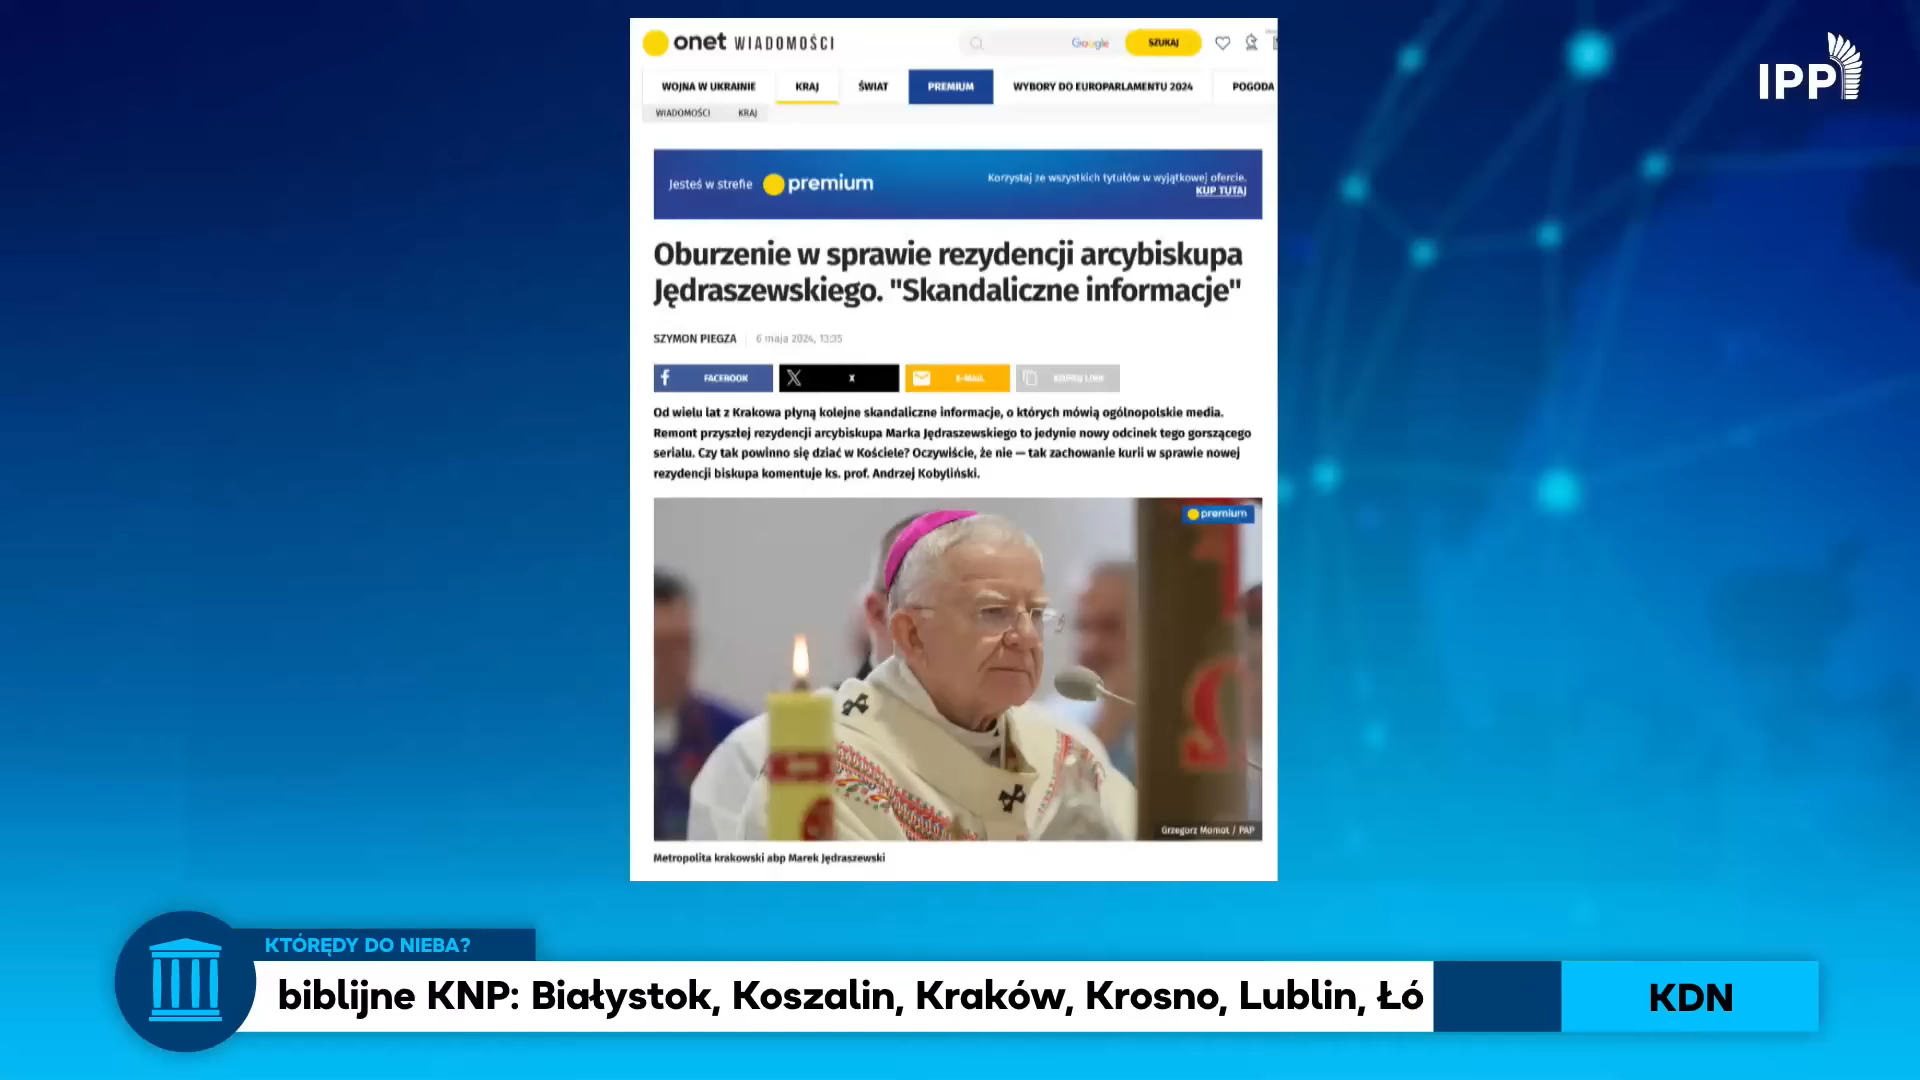 onet WIADOMOŚCI
Google
SZUKAJ
IPP
WOJNA W UKRAINIE KRAJ ŚWIAT PREMIUM WYBORY DO EUROPARLAMENTU 2024 POGODA
WIADOMOŚCI KRAJ
Jesteś w strefie premium
Korzystaj ze wszystkich tytułów w wyjątkowej ofercie.
KUP TUTAJ
Oburzenie w sprawie rezydencji arcybiskupa
Jędraszewskiego. "Skandaliczne informacje"
SZYMON PIEGZA 6 maja 2024, 13:35
FACEBOOK X E-MAIL KOPIUJ LINK
Od wielu lat z Krakowa płyną kolejne skandaliczne informacje, o których mówią ogólnopolskie media.
Remont przyszłej rezydencji arcybiskupa Marka Jędraszewskiego to jedynie nowy odcinek tego gorszącego
serialu. Czy tak powinno się dziać w Kościele? Oczywiście, że nie — tak zachowanie kurii w sprawie nowej
rezydencji biskupa komentuje ks. prof. Andrzej Kobyliński.
premium
Grzegorz Momot / PAP
Metropolita krakowski abp Marek Jędraszewski
KTÓRĘDY DO NIEBA?
biblijne KNP: Białystok, Koszalin, Kraków, Krosno, Lublin, Łó
KDN